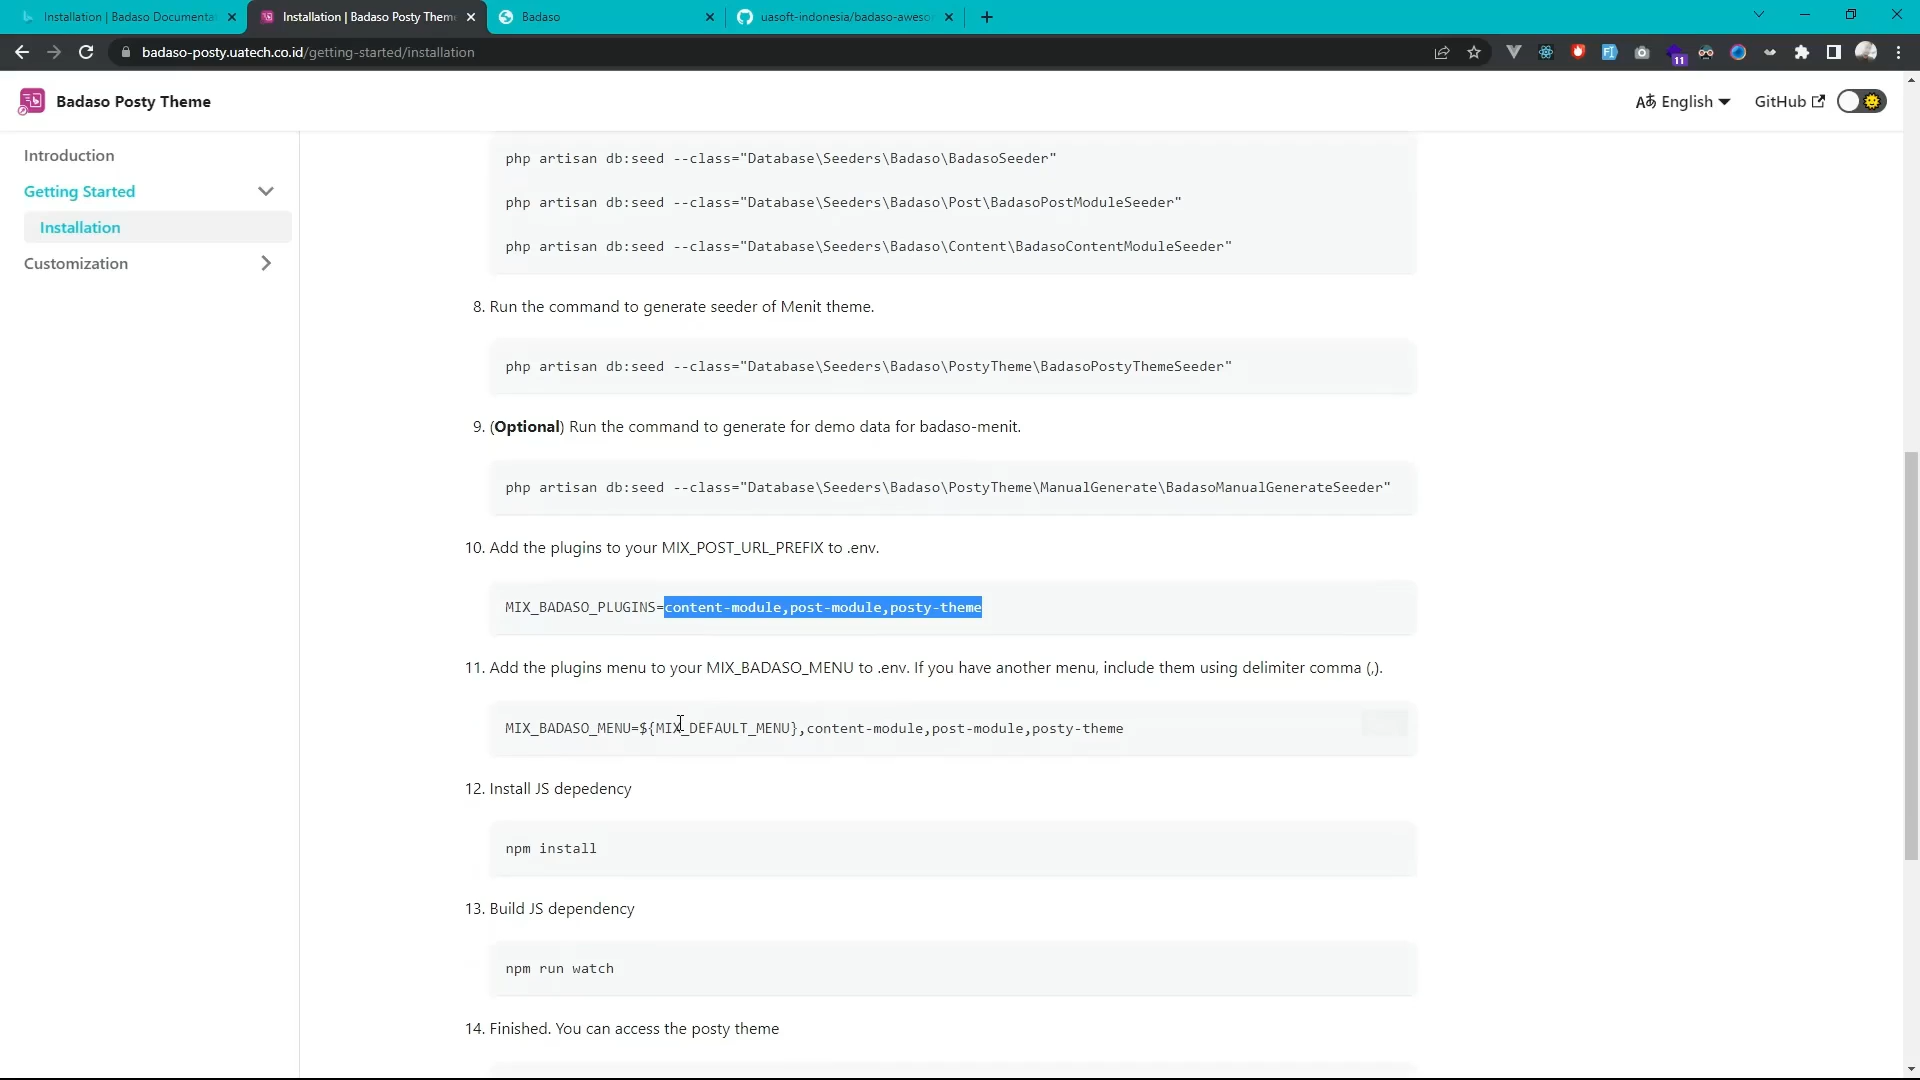 Installation | Badaso Documenta
Installation | Badaso Posty Theme
Badaso
uasoft-indonesia/badaso-aweso
badaso-posty.uatech.co.id/getting-started/installation
11
Badaso Posty Theme
English
GitHub
Introduction
Getting Started
Installation
Customization
php artisan db:seed --class="Database\Seeders\Badaso\BadasoSeeder"
php artisan db:seed --class="Database\Seeders\Badaso\Post\BadasoPostModuleSeeder"
php artisan db:seed --class="Database\Seeders\Badaso\Content\BadasoContentModuleSeeder"
8. Run the command to generate seeder of Menit theme.
php artisan db:seed --class="Database\Seeders\Badaso\PostyTheme\BadasoPostyThemeSeeder"
9. (Optional) Run the command to generate for demo data for badaso-menit.
php artisan db:seed --class="Database\Seeders\Badaso\PostyTheme\ManualGenerate\BadasoManualGenerateSeeder"
10. Add the plugins to your MIX_POST_URL_PREFIX to .env.
MIX_BADASO_PLUGINS=content-module,post-module,posty-theme
11. Add the plugins menu to your MIX_BADASO_MENU to .env. If you have another menu, include them using delimiter comma (,).
MIX_BADASO_MENU=${MIX_DEFAULT_MENU},content-module,post-module,posty-theme
12. Install JS depedency
npm install
13. Build JS dependency
npm run watch
14. Finished. You can access the posty theme